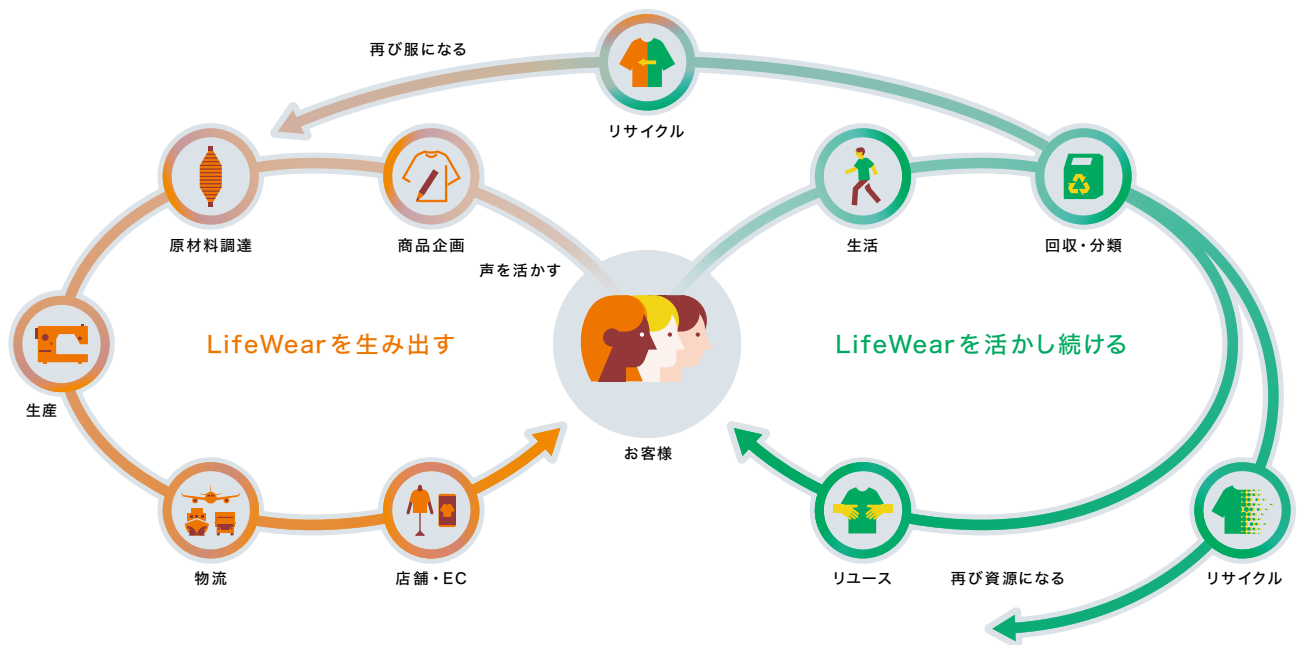 再び服になる
リサイクル
原材料調達
商品企画
声を活かす
生活
回収・分類
LifeWearを生み出す
LifeWearを活かし続ける
生産
お客様
物流
店舗・EC
リユース
再び資源になる
リサイクル